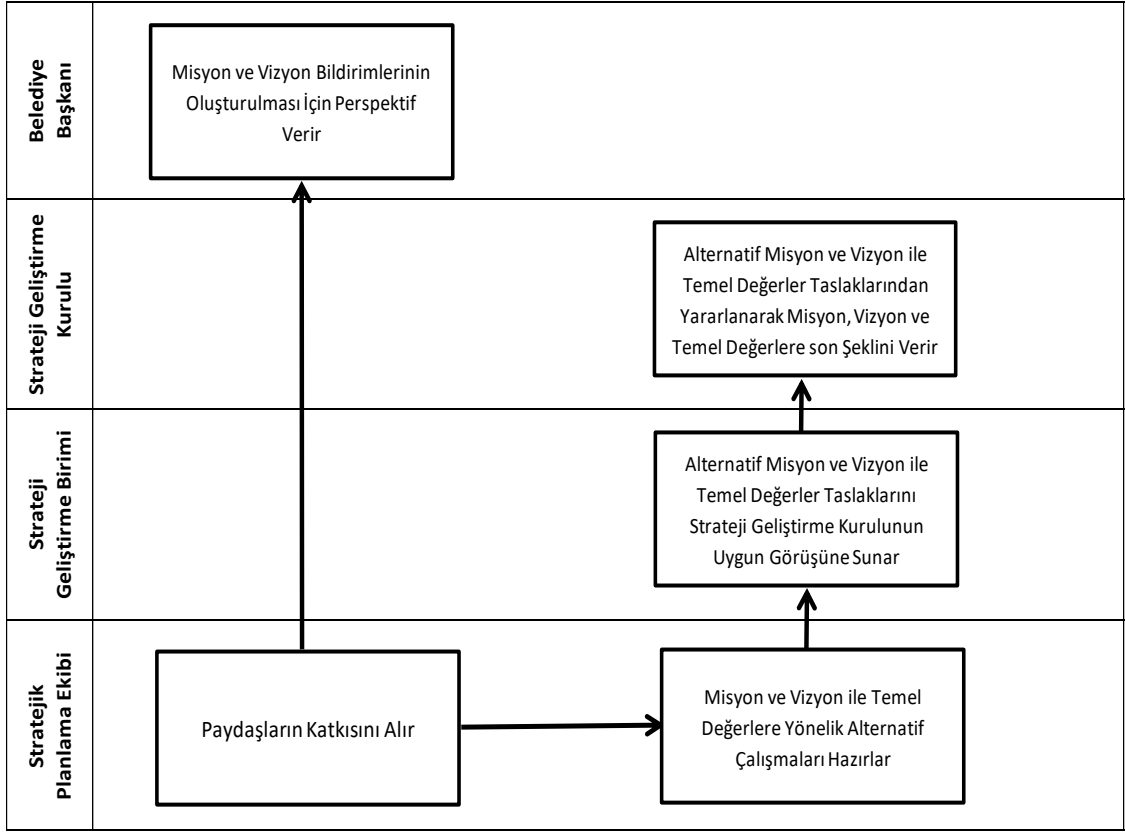 Belediye
Başkanı
Misyon ve Vizyon Bildirimlerinin
Oluşturulması İçin Perspektif
Verir
Strateji Geliştirme
Kurulu
Alternatif Misyon ve Vizyon ile
Temel Değerler Taslaklarından
Yararlanarak Misyon, Vizyon ve
Temel Değerlere son Şeklini Verir
Strateji
Geliştirme Birimi
Alternatif Misyon ve Vizyon ile
Temel Değerler Taslaklarını
Strateji Geliştirme Kurulunun
Uygun Görüşüne Sunar
Stratejik
Planlama Ekibi
Paydaşların Katkısını Alır
Misyon ve Vizyon ile Temel
Değerlere Yönelik Alternatif
Çalışmaları Hazırlar